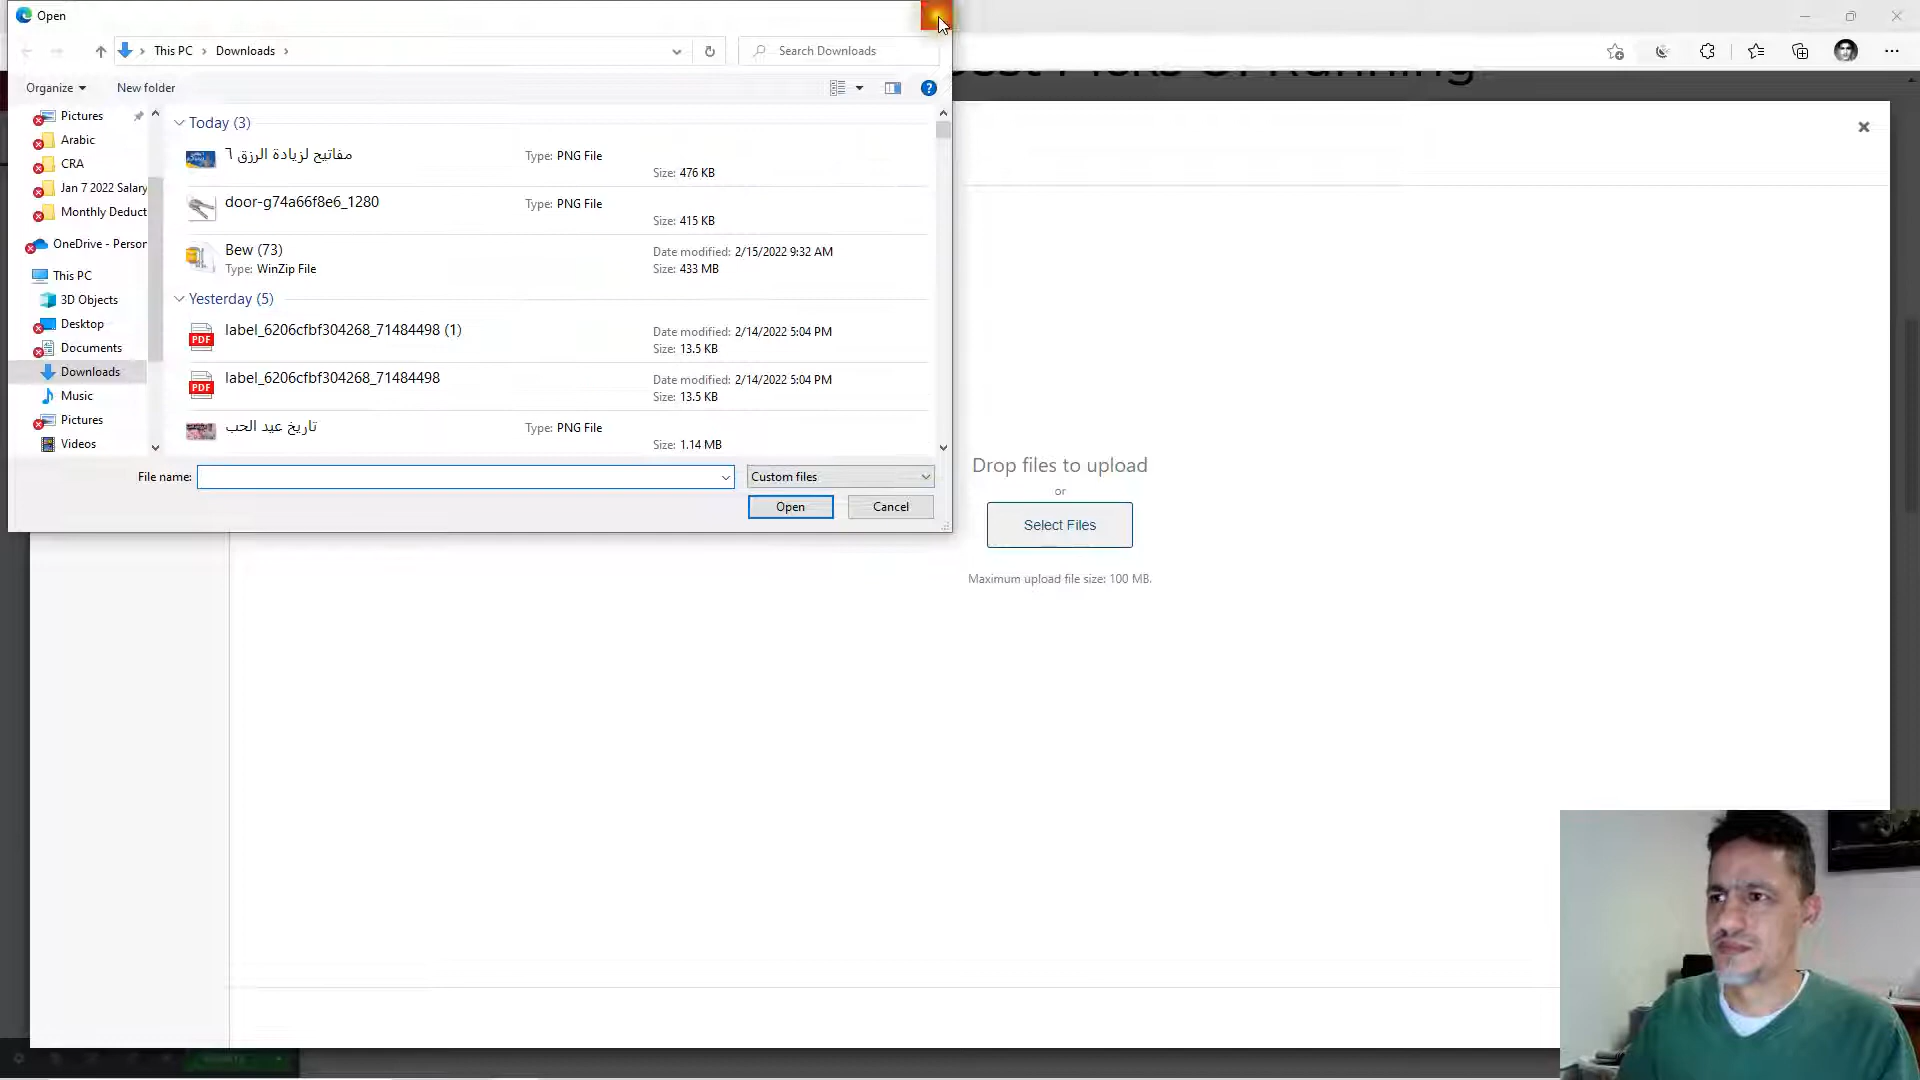 Open
This PC
Downloads
Search Downloads
Organize
New folder
Pictures
Arabic
CRA
Jan 7 2022 Salary
Monthly Deduct
OneDrive - Person
This PC
3D Objects
Desktop
Documents
Downloads
Music
Pictures
Videos
Today (3)
مفاتيح لزيادة الرزق ٦
Type: PNG File
Size: 476 KB
door-g74a66f8e6_1280
Type: PNG File
Size: 415 KB
Bew (73)
Type: WinZip File
Date modified: 2/15/2022 9:32 AM
Size: 433 MB
Yesterday (5)
label_6206cfbf304268_71484498 (1)
Date modified: 2/14/2022 5:04 PM
Size: 13.5 KB
label_6206cfbf304268_71484498
Date modified: 2/14/2022 5:04 PM
Size: 13.5 KB
تاريخ عيد الحب
Type: PNG File
Size: 1.14 MB
File name:
Custom files
Open
Cancel
PDF
PDF
Drop files to upload
or
Select Files
Maximum upload file size: 100 MB.